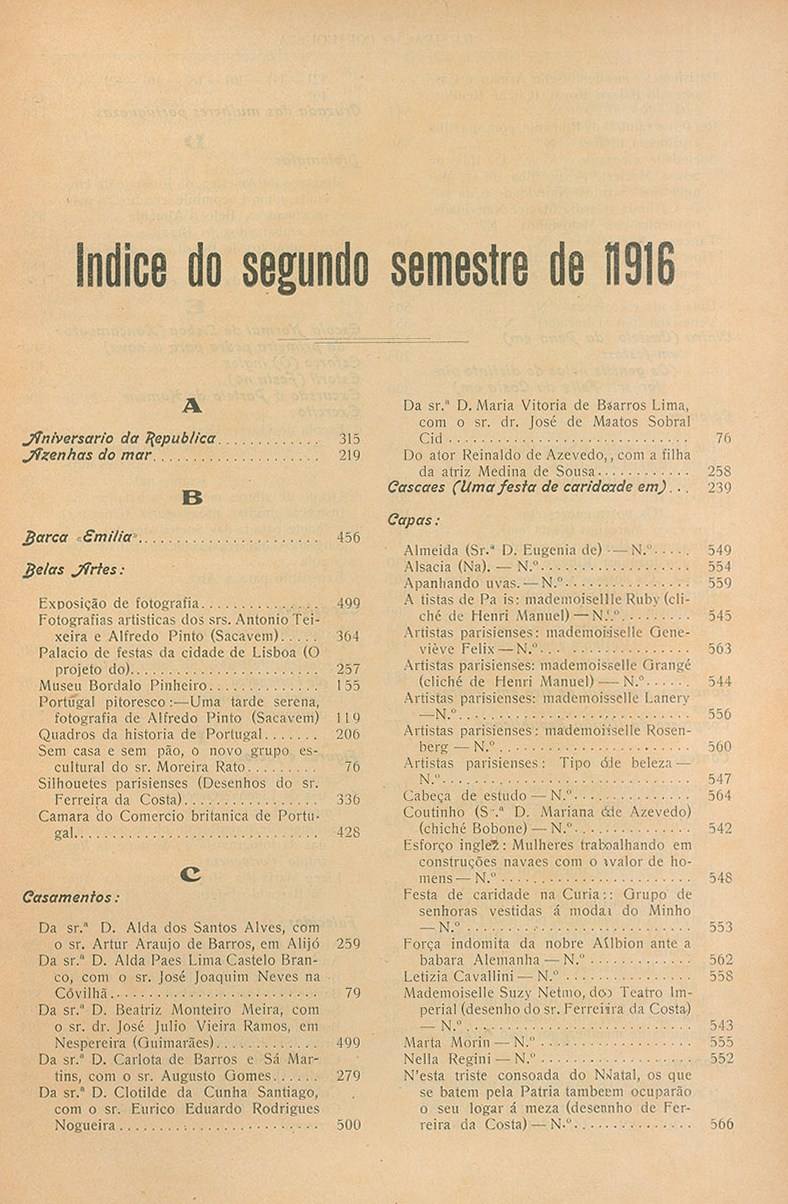 Indice do segundo semestre de 1916
A
Aniversario da Republica............. 315
Azenhas do mar..................... 219
B
Barca «Emilia»....................... 456
Belas Artes:
Exposição de fotografia.............. 499
Fotografias artisticas dos srs. Antonio Tei-
xeira e Alfredo Pinto (Sacavem)..... 364
Palacio de festas da cidade de Lisboa (O
projeto do)...................... 257
Museu Bordalo Pinheiro............. 155
Portugal pitoresco:—Uma tarde serena,
fotografia de Alfredo Pinto (Sacavem) 119
Quadros da historia de Portugal....... 206
Sem casa e sem pão, o novo grupo es-
cultural do sr. Moreira Rato......... 76
Silhouetes parisienses (Desenhos do sr.
Ferreira da Costa)................. 336
Camara do Comercio britanica de Portu-
gal............................... 428
C
Casamentos:
Da sr.ª D. Alda dos Santos Alves, com
o sr. Artur Araujo de Barros, em Alijó 259
Da sr.ª D. Alda Paes Lima Castelo Bran-
co, com o sr. José Joaquim Neves na
Côvilhã.......................... 79
Da sr.ª D. Beatriz Monteiro Meira, com
o sr. dr. José Julio Vieira Ramos, em
Nespereira (Guimarães)............. 499
Da sr.ª D. Carlota de Barros e Sá Mar-
tins, com o sr. Augusto Gomes...... 279
Da sr.ª D. Clotilde da Cunha Santiago,
com o sr. Eurico Eduardo Rodrigues
Nogueira......................... 500
Da sr.ª D. Maria Vitoria de Barros Lima,
com o sr. dr. José de Matos Sobral
Cid............................. 76
Do ator Reinaldo de Azevedo, com a filha
da atriz Medina de Sousa............ 258
Cascaes (Uma festa de caridade em)... 239
Capas:
Almeida (Sr.ª D. Eugenia de) — N.º..... 549
Alsacia (Na). — N.º.................. 554
Apanhando uvas. — N.º............... 559
A tistas de Pa is: mademoiselle Ruby (cli-
ché de Henri Manuel) — N.º......... 545
Artistas parisienses: mademoiselle Gene-
viève Felix — N.º.................. 563
Artistas parisienses: mademoisselle Grangé
(cliché de Henri Manuel) — N.º...... 544
Artistas parisienses: mademoisselle Lanery
—N.º............................ 556
Artistas parisienses: mademoiselle Rosen-
berg — N.º....................... 560
Artistas parisienses: Tipo de beleza —
N.º.............................. 547
Cabeça de estudo — N.º.............. 564
Coutinho (S.ª D. Mariana de Azevedo)
(chiché Bobone) — N.º.............. 542
Esforço inglez: Mulheres trabalhando em
construções navaes com o valor de ho-
mens — N.º....................... 548
Festa de caridade na Curia:: Grupo de
senhoras vestidas á moda do Minho
— N.º............................ 553
Força indomita da nobre Albion ante a
babara Alemanha — N.º............ 562
Letizia Cavallini — N.º............... 558
Mademoiselle Suzy Netmo, do Teatro Im-
perial (desenho do sr. Ferreira da Costa)
— N.º............................ 543
Marta Morin — N.º.................. 555
Nella Regini — N.º.................. 552
N'esta triste consoada do Natal, os que
se batem pela Patria tambem ocuparão
o seu logar á meza (desenho de Fer-
reira da Costa) — N.º............... 566